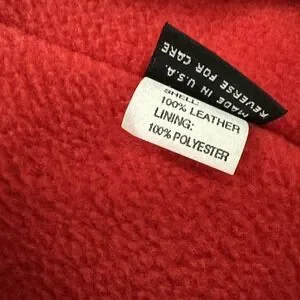 MADE IN U.S.A.
REVERSE FOR CARE
SHELL:
100% LEATHER
LINING:
100% POLYESTER